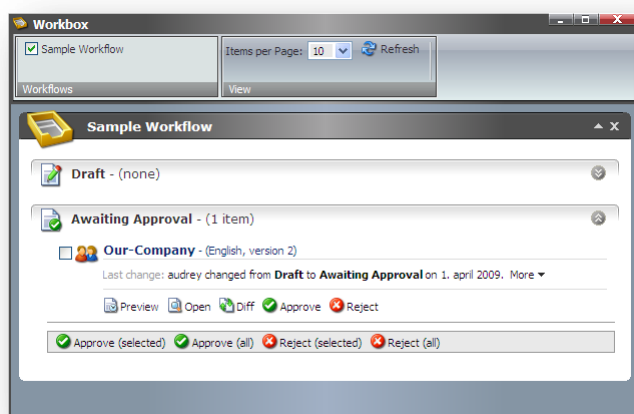 Workbox
Sample Workflow
Items per Page: 10 Refresh
Workflows
View
Sample Workflow
Draft - (none)
Awaiting Approval - (1 item)
Our-Company - (English, version 2)
Last change: audrey changed from Draft to Awaiting Approval on 1. april 2009. More
Preview Open Diff Approve Reject
Approve (selected) Approve (all) Reject (selected) Reject (all)